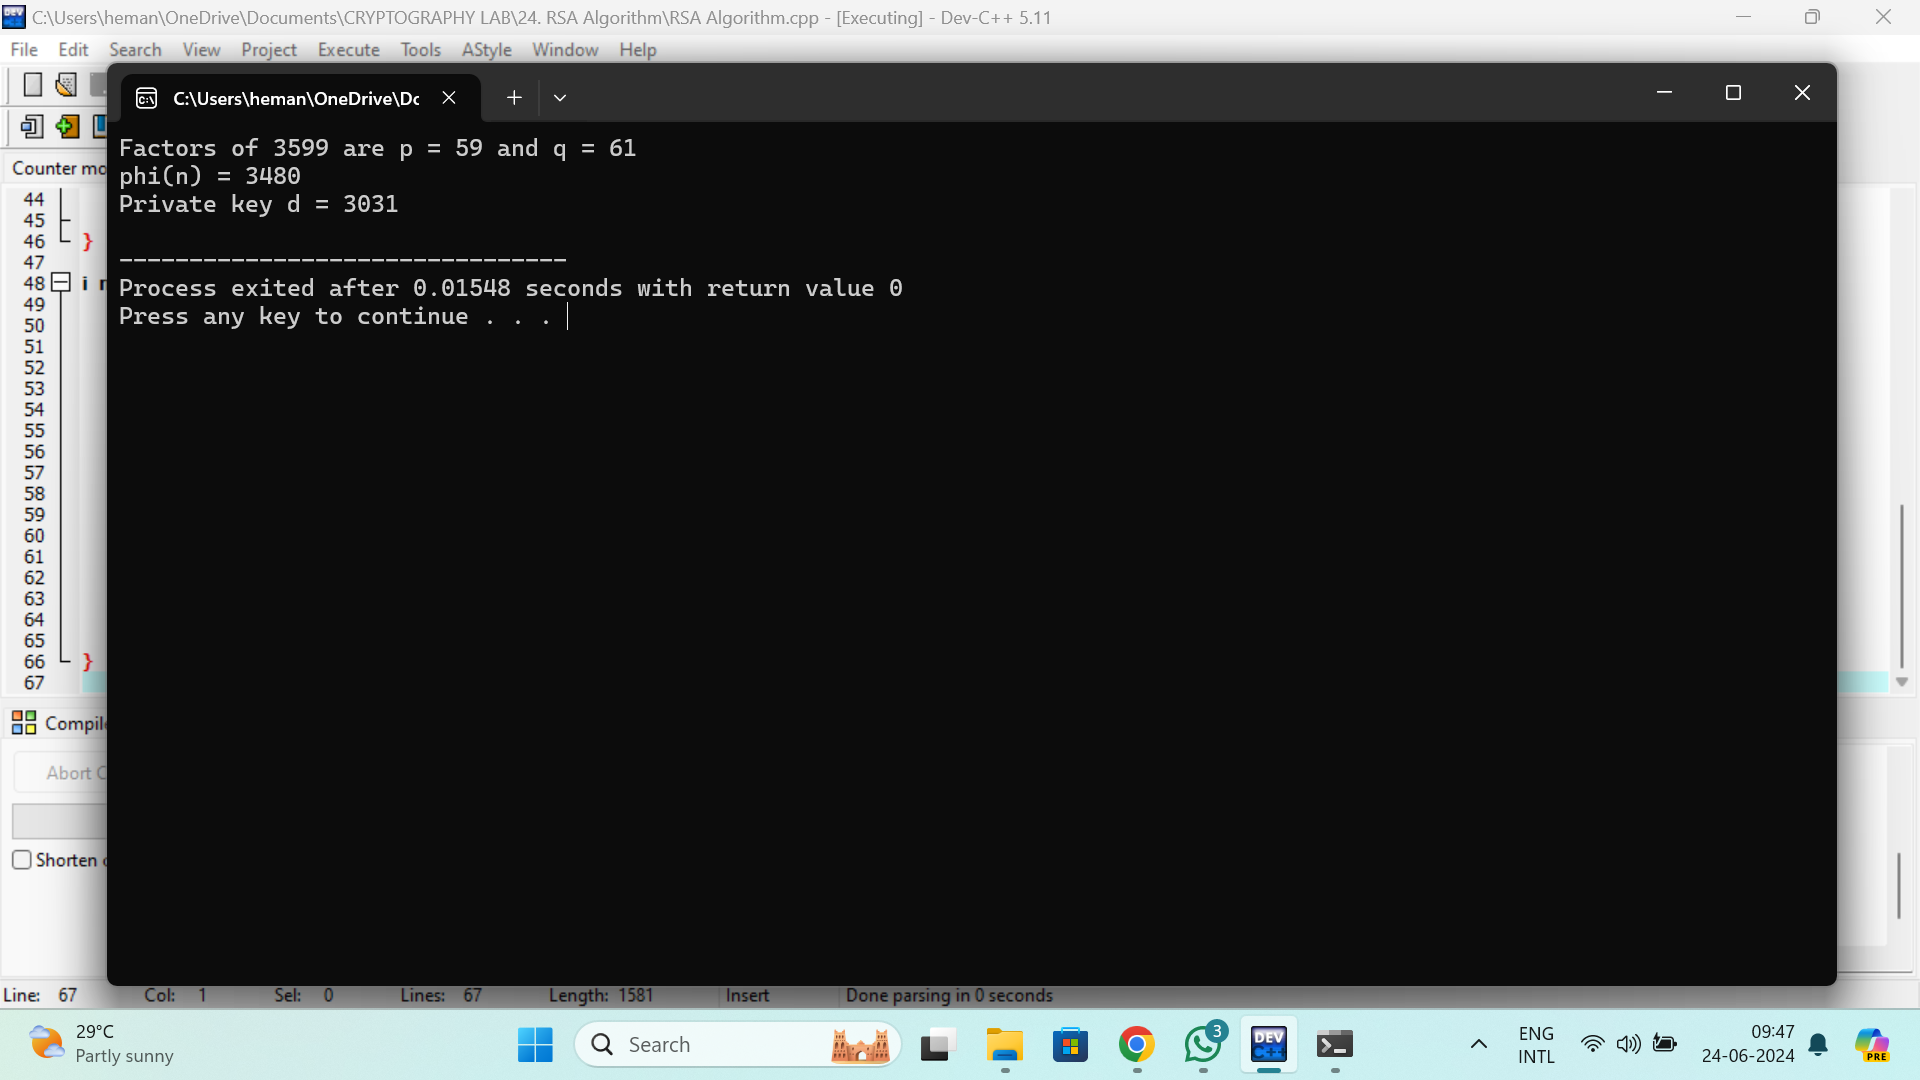 C:\Users\heman\OneDrive\Documents\CRYPTOGRAPHY LAB\24. RSA Algorithm\RSA Algorithm.cpp - [Executing] - Dev-C++ 5.11
File Edit Search View Project Execute Tools AStyle Window Help
C:\Users\heman\OneDrive\Dc
Counter mo
Factors of 3599 are p = 59 and q = 61
phi(n) = 3480
Private key d = 3031
--------------------------------
Process exited after 0.01548 seconds with return value 0
Press any key to continue . . .
44
45
46 }
47
48 in
49
50
51
52
53
54
55
56
57
58
59
60
61
62
63
64
65
66 }
67
Compile
Abort C
Shorten c
Line: 67 Col: 1 Sel: 0 Lines: 67 Length: 1581 Insert Done parsing in 0 seconds
29°C
Partly sunny
Search
3
DEV
C++
ENG
INTL
09:47
24-06-2024
PRE